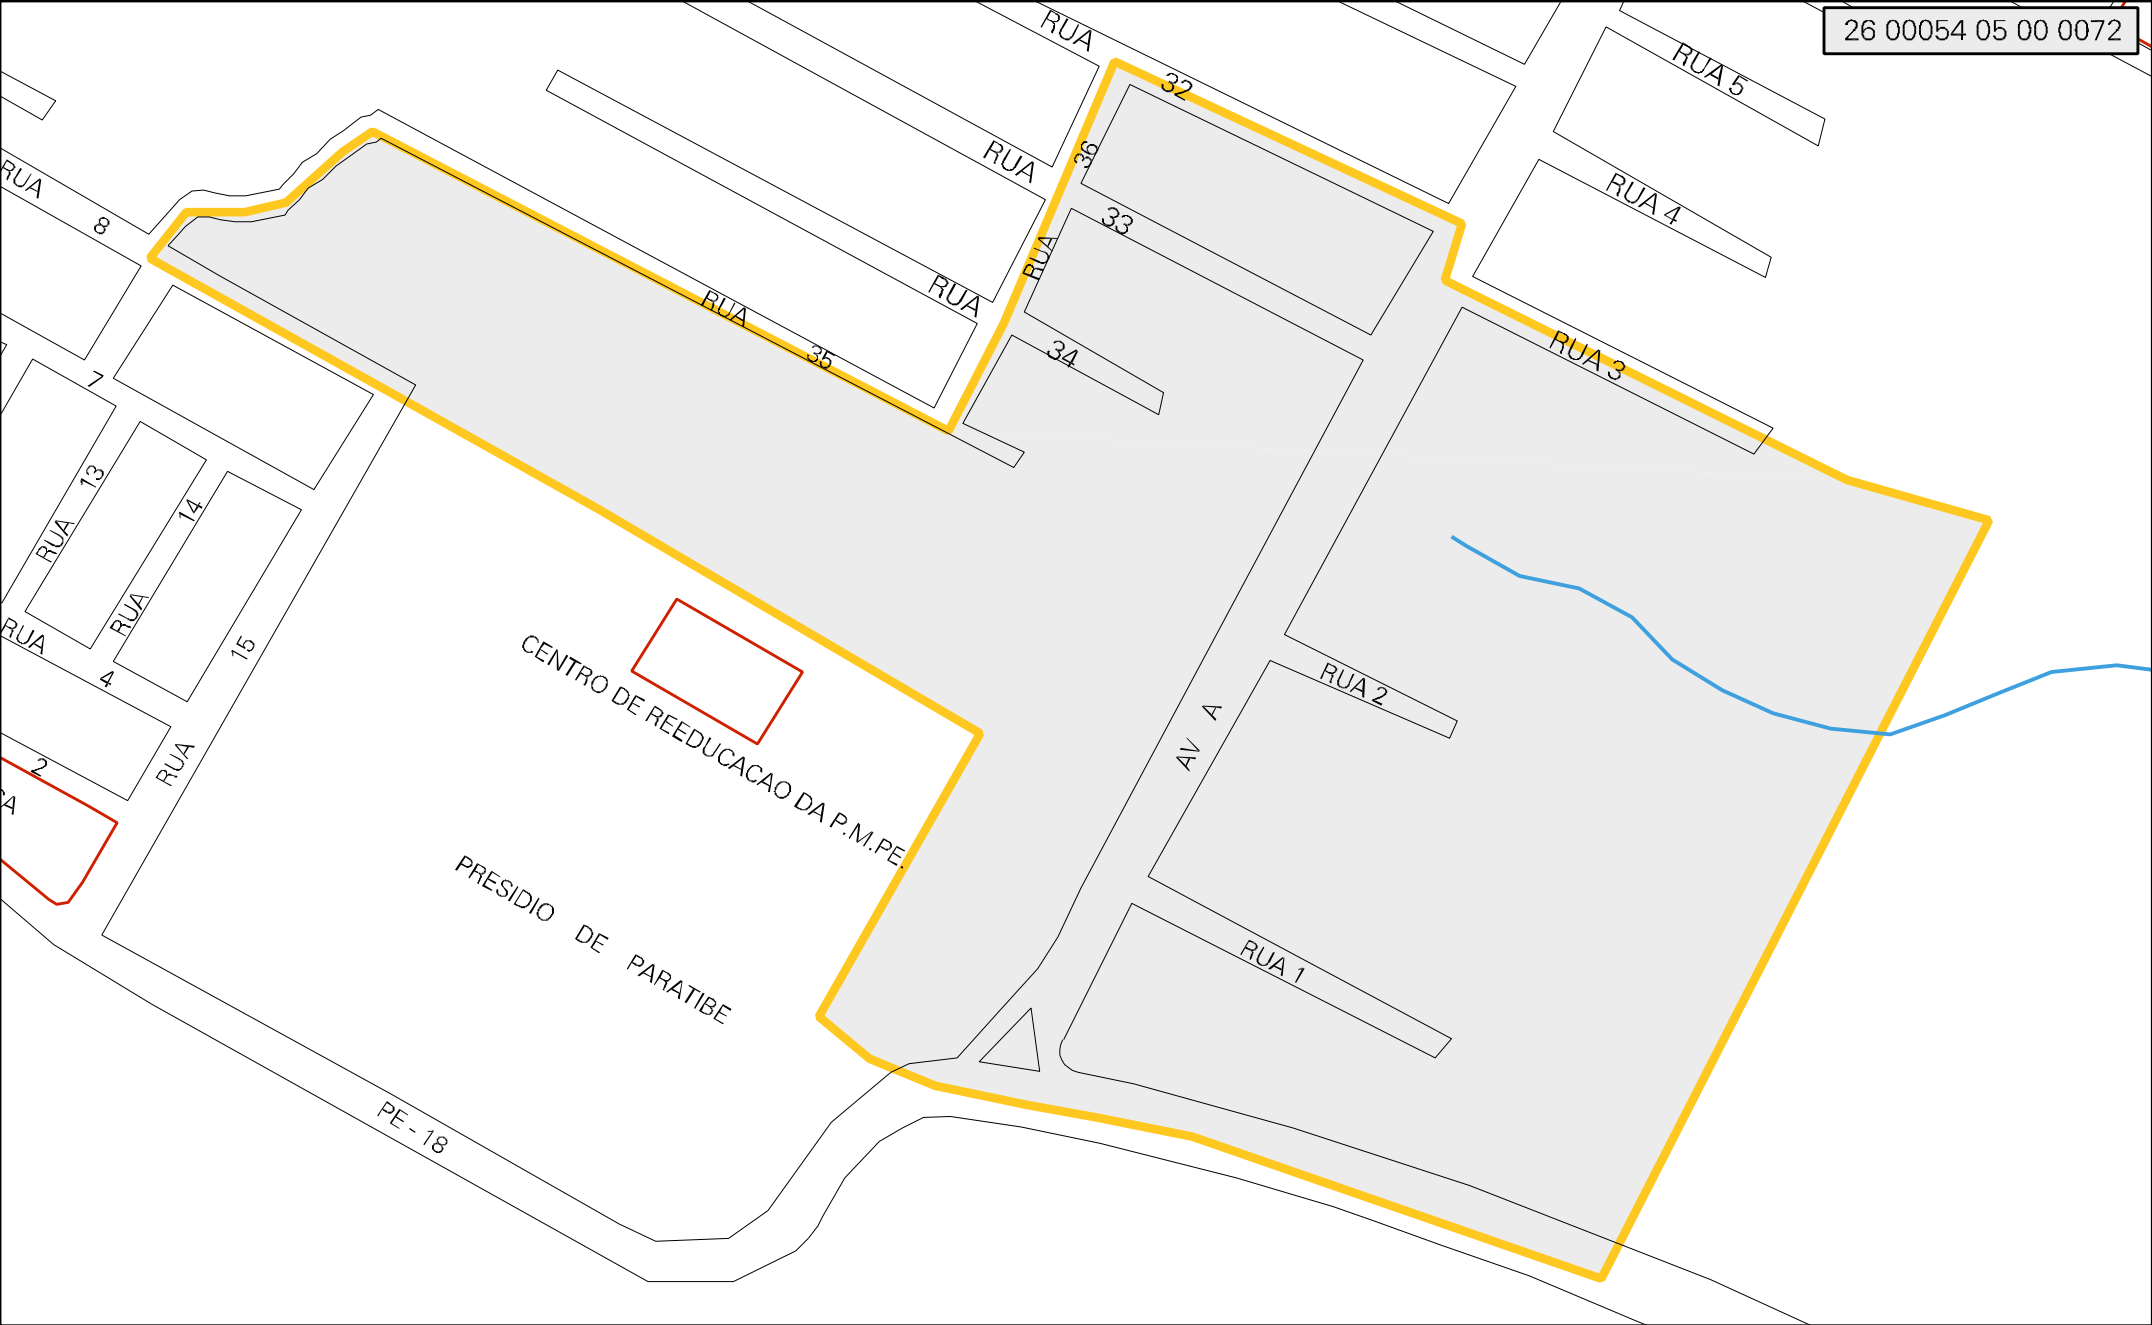 26 00054 05 00 0072
RUA
32
RUA 5
36
RUA
RUA
8
33
RUA 4
RUA
RUA
RUA
35
34
RUA 3
7
13
RUA
14
RUA
RUA
4
15
RUA
2
CENTRO DE REEDUCACAO DA P.M.PE.
RUA 2
AV A
PRESIDIO DE PARATIBE
RUA 1
PE - 18